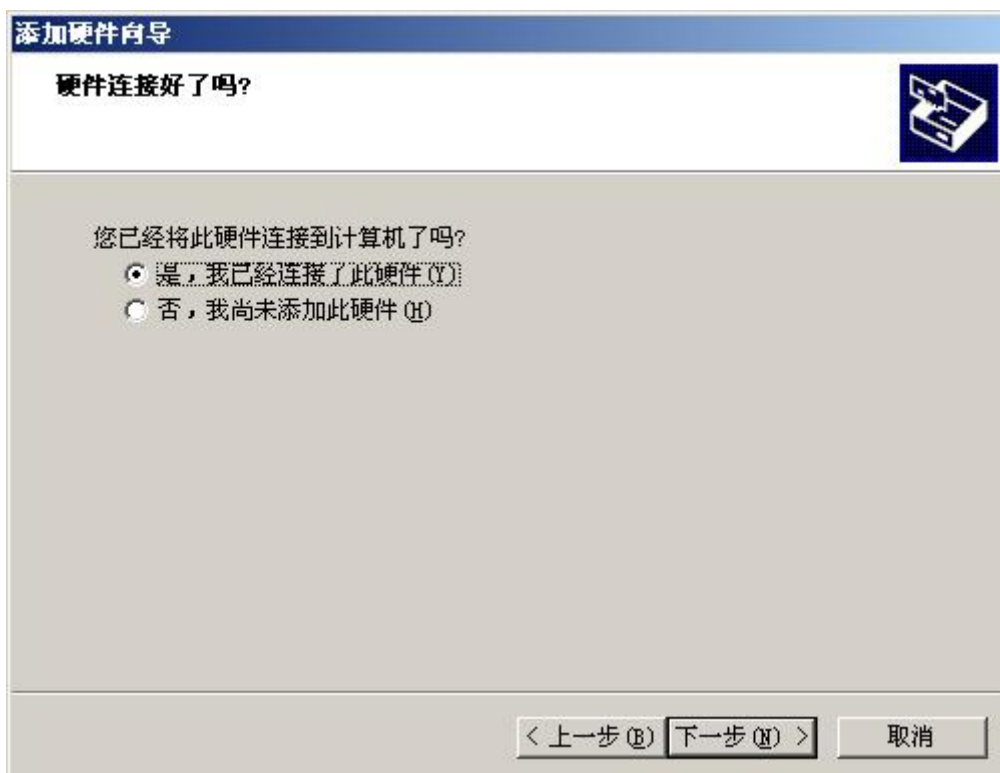 添加硬件向导
硬件连接好了吗?
您已经将此硬件连接到计算机了吗?
是，我已经连接了此硬件(Y)
否，我尚未添加此硬件(H)
< 上一步(B) 下一步(N) > 取消